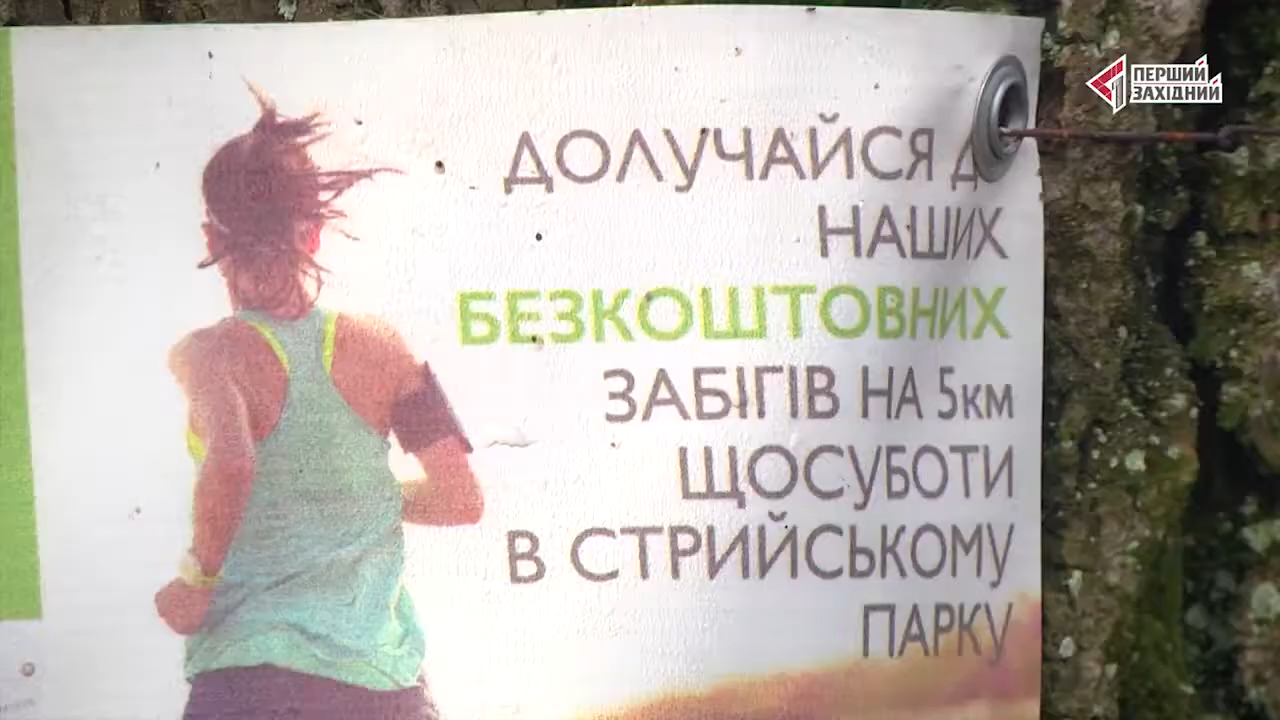 ДОЛУЧАЙСЯ
НАШИХ
БЕЗКОШТОВНИХ
ЗАБІГІВ НА 5км
ЩОСУБОТИ
В СТРИЙСЬКОМУ
ПАРКУ
ПЕРШИЙ
ЗАХІДНИЙ